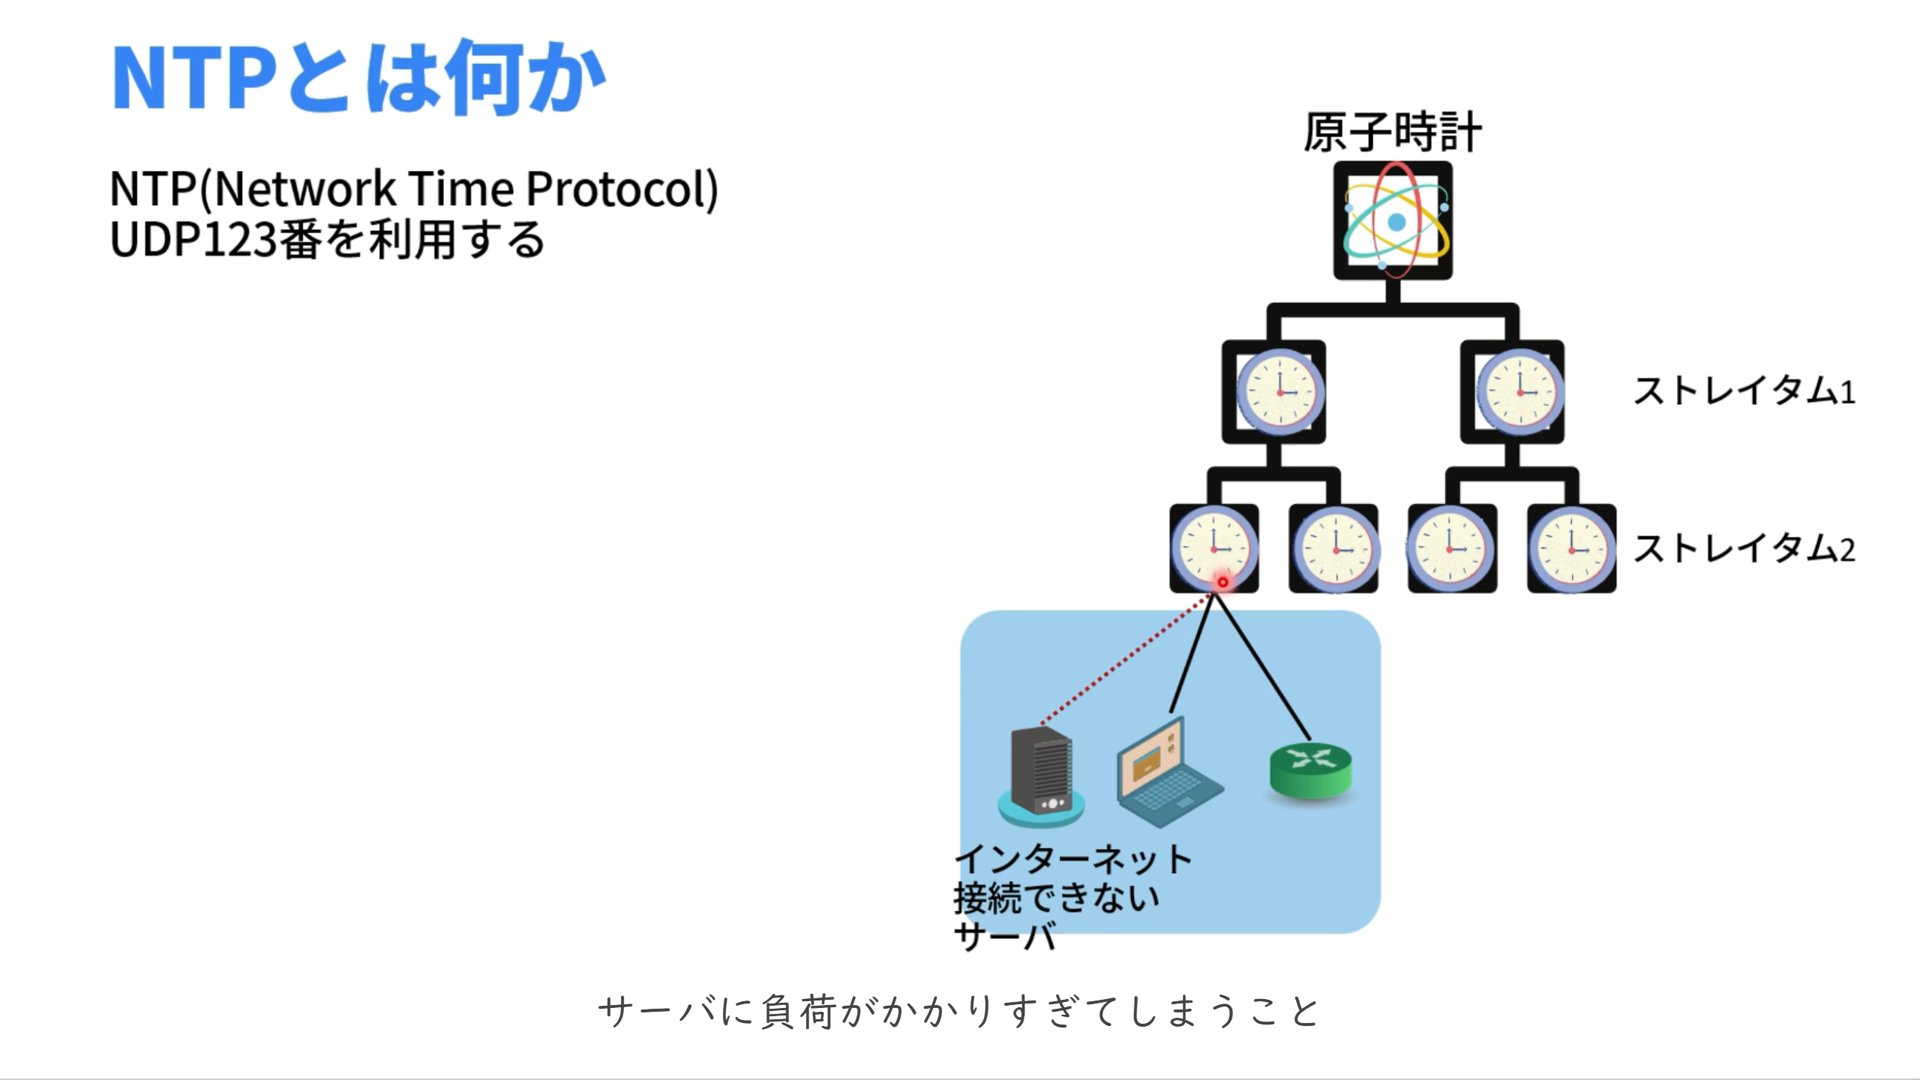 NTPとは何か
NTP(Network Time Protocol)
UDP123番を利用する
原子時計
ストレイタム1
ストレイタム2
インターネット
接続できない
サーバ
サーバに負荷がかかりすぎてしまうこと